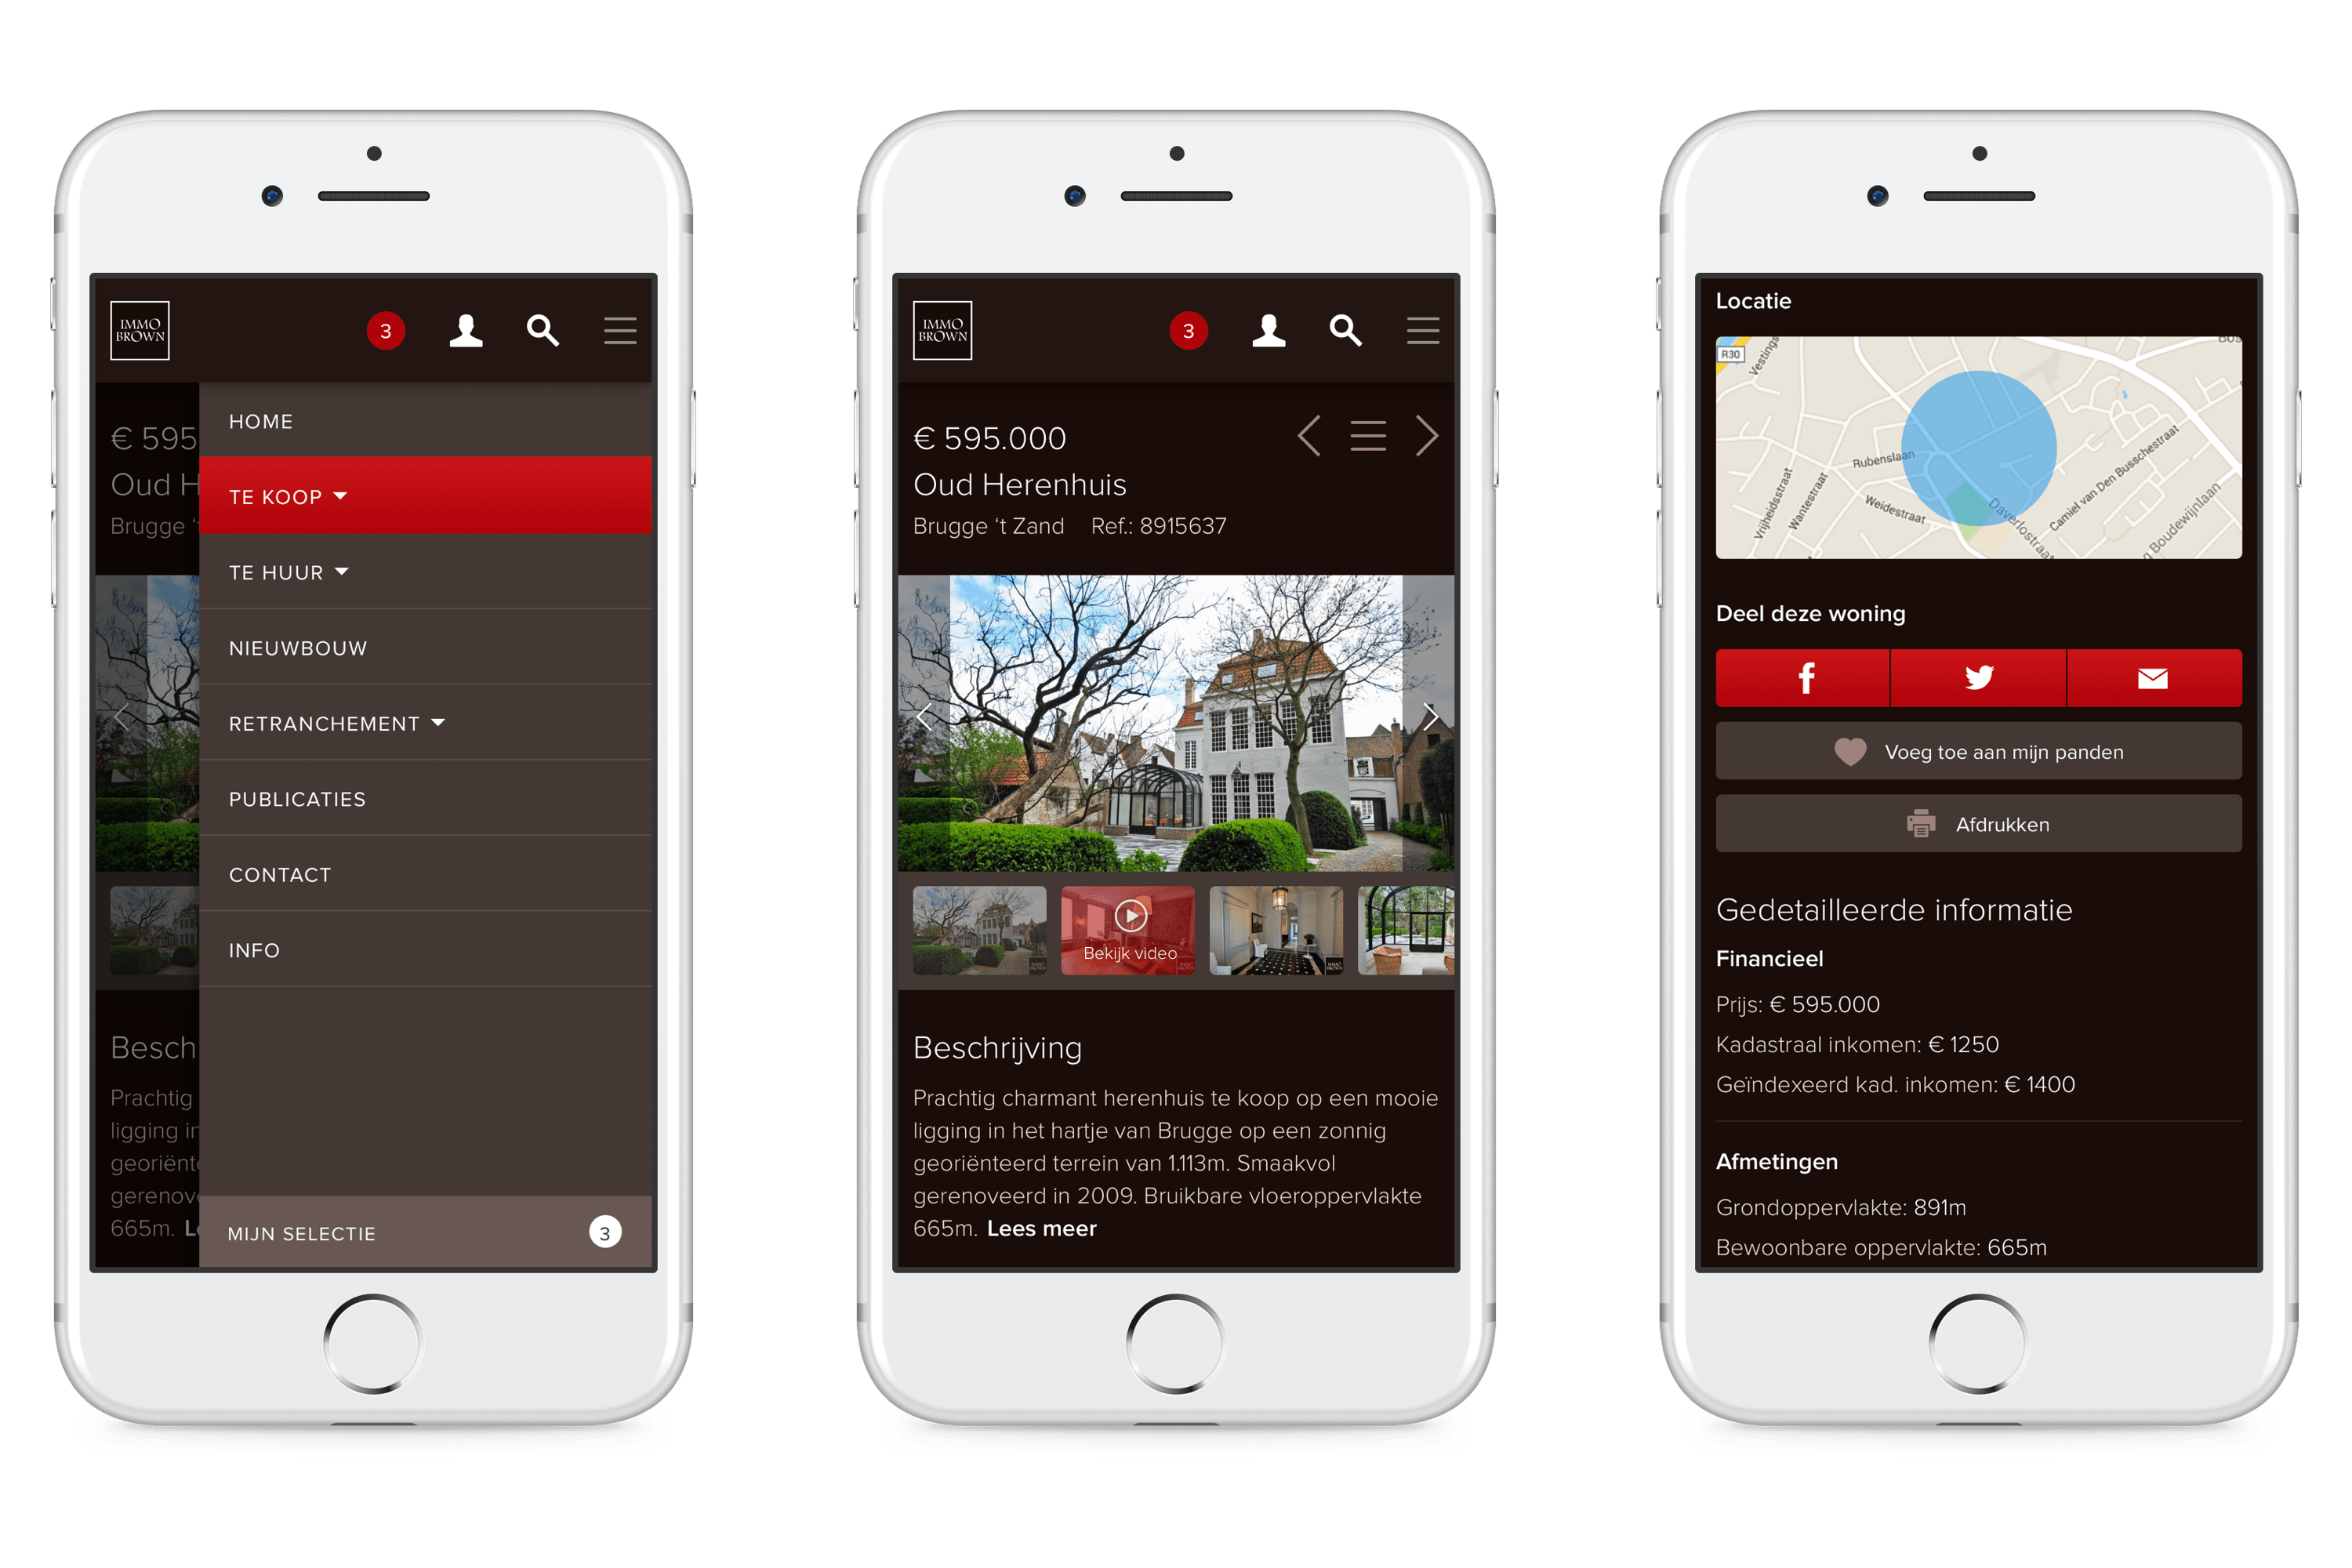 IMMO
BROWN
3
€ 595
Oud H
Brugge ‘t
HOME
TE KOOP
TE HUUR
NIEUWBOUW
RETRANCHEMENT
PUBLICATIES
CONTACT
INFO
Besch
Prachtig
ligging in
georiënte
gerenove
665m. Le
MIJN SELECTIE
3
IMMO
BROWN
3
€ 595.000
Oud Herenhuis
Brugge ‘t Zand Ref.: 8915637
Bekijk video
Beschrijving
Prachtig charmant herenhuis te koop op een mooie
ligging in het hartje van Brugge op een zonnig
georiënteerd terrein van 1.113m. Smaakvol
gerenoveerd in 2009. Bruikbare vloeroppervlakte
665m. Lees meer
Locatie
R30
Vestings
Bos
Rubenslaan
Vrijheidsstraat
Wantestraat
Weidestraat
Daverlostraat
Camiel van Den Busschestraat
g Boudewijnlaan
Deel deze woning
Voeg toe aan mijn panden
Afdrukken
Gedetailleerde informatie
Financieel
Prijs: € 595.000
Kadastraal inkomen: € 1250
Geïndexeerd kad. inkomen: € 1400
Afmetingen
Grondoppervlakte: 891m
Bewoonbare oppervlakte: 665m